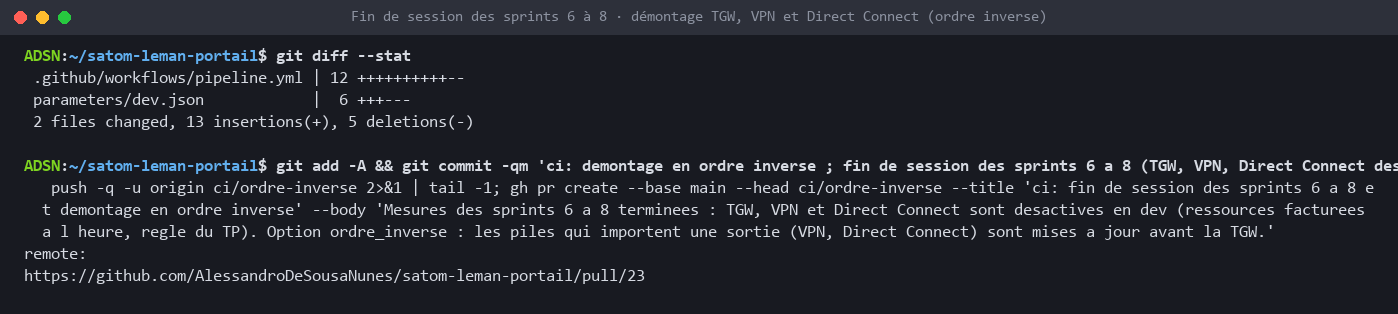 Fin de session des sprints 6 à 8 · démontage TGW, VPN et Direct Connect (ordre inverse)
ADSN:~/satom-leman-portail$ git diff --stat
.github/workflows/pipeline.yml | 12 ++++++++++--
parameters/dev.json            |  6 +++---
2 files changed, 13 insertions(+), 5 deletions(-)
ADSN:~/satom-leman-portail$ git add -A && git commit -qm 'ci: demontage en ordre inverse ; fin de session des sprints 6 a 8 (TGW, VPN, Direct Connect des
push -q -u origin ci/ordre-inverse 2>&1 | tail -1; gh pr create --base main --head ci/ordre-inverse --title 'ci: fin de session des sprints 6 a 8 e
t demontage en ordre inverse' --body 'Mesures des sprints 6 a 8 terminees : TGW, VPN et Direct Connect sont desactives en dev (ressources facturees
a l heure, regle du TP). Option ordre_inverse : les piles qui importent une sortie (VPN, Direct Connect) sont mises a jour avant la TGW.'
remote:
https://github.com/AlessandroDeSousaNunes/satom-leman-portail/pull/23